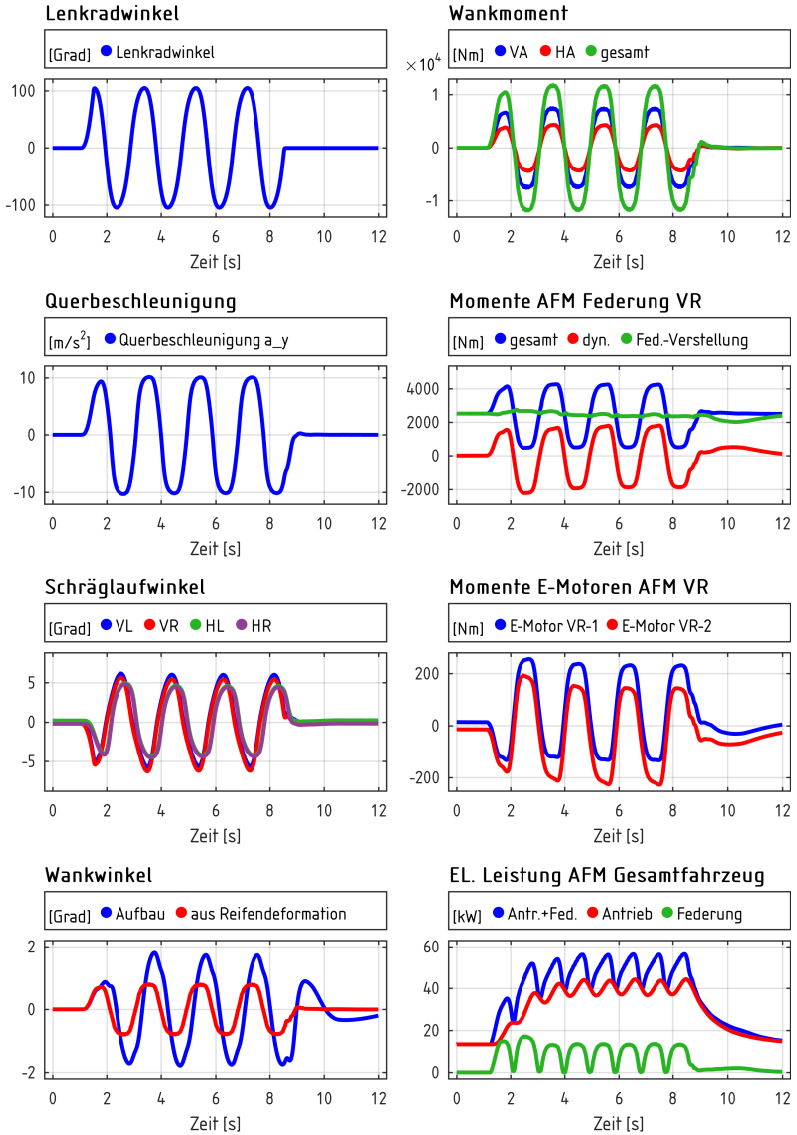 Lenkradwinkel
[Grad] Lenkradwinkel
100
0
-100
0 2 4 6 8 10 12
Zeit [s]
Wankmoment
[Nm] VA HA gesamt
×10⁴
1
0
-1
0 2 4 6 8 10 12
Zeit [s]
Querbeschleunigung
[m/s²] Querbeschleunigung a_y
10
0
-10
0 2 4 6 8 10 12
Zeit [s]
Momente AFM Federung VR
[Nm] gesamt dyn. Fed.-Verstellung
4000
2000
0
-2000
0 2 4 6 8 10 12
Zeit [s]
Schräglaufwinkel
[Grad] VL VR HL HR
5
0
-5
0 2 4 6 8 10 12
Zeit [s]
Momente E-Motoren AFM VR
[Nm] E-Motor VR-1 E-Motor VR-2
200
0
-200
0 2 4 6 8 10 12
Zeit [s]
Wankwinkel
[Grad] Aufbau aus Reifendeformation
2
0
-2
0 2 4 6 8 10 12
Zeit [s]
EL. Leistung AFM Gesamtfahrzeug
[kW] Antr.+Fed. Antrieb Federung
60
40
20
0
0 2 4 6 8 10 12
Zeit [s]